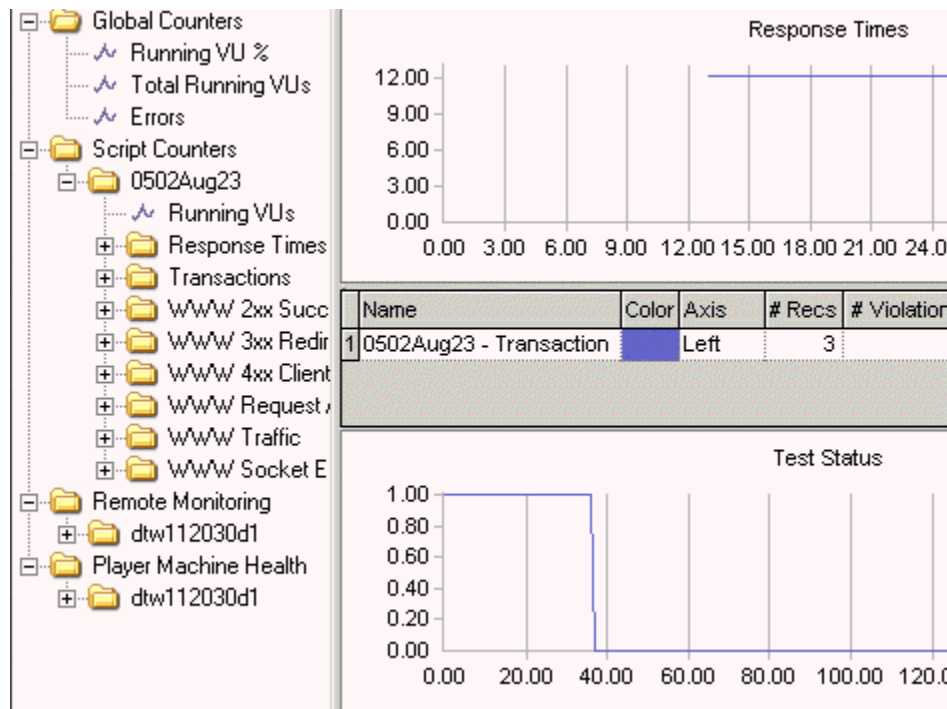 Global Counters
Running VU %
Total Running VUs
Errors
Script Counters
0502Aug23
Running VUs
Response Times
Transactions
WWW 2xx Succ
WWW 3xx Redir
WWW 4xx Client
WWW Request
WWW Traffic
WWW Socket E
Remote Monitoring
dtw112030d1
Player Machine Health
dtw112030d1
Response Times
12.00
9.00
6.00
3.00
0.00
0.00 3.00 6.00 9.00 12.00 15.00 18.00 21.00 24.0
Name Color Axis # Recs # Violation
1 0502Aug23 - Transaction Left 3
Test Status
1.00
0.80
0.60
0.40
0.20
0.00
0.00 20.00 40.00 60.00 80.00 100.00 120.0